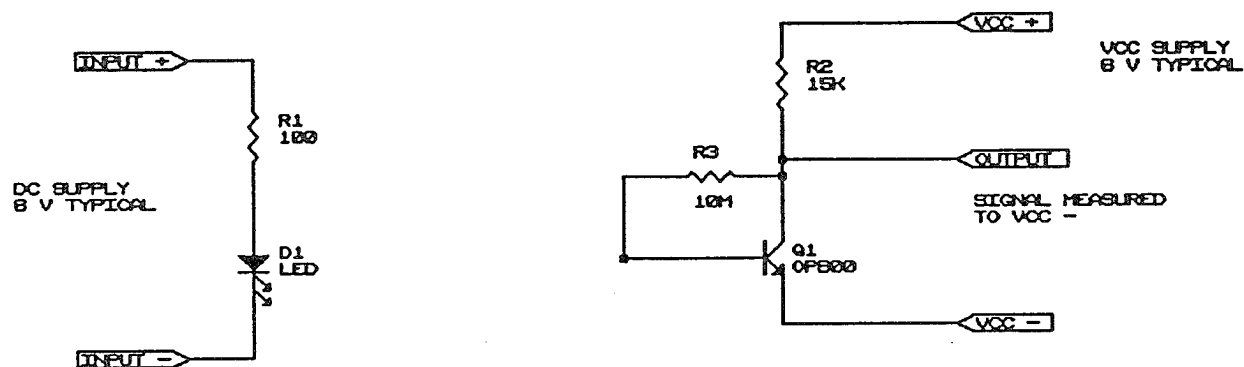 INPUT +
R1
100
DC SUPPLY
8 V TYPICAL
D1
LED
INPUT -
VCC +
VCC SUPPLY
8 V TYPICAL
R2
15K
R3
10M
OUTPUT
SIGNAL MEASURED
TO VCC -
Q1
OP800
VCC -